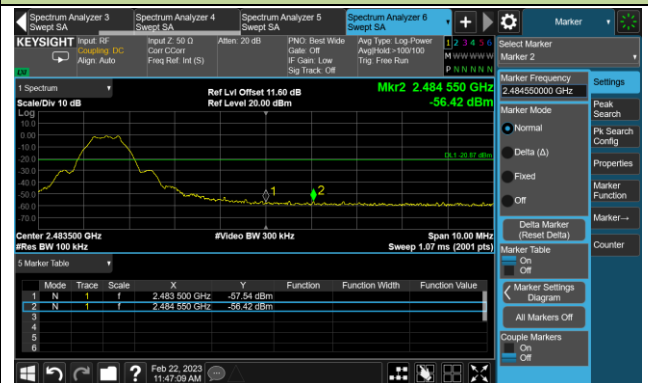 Spectrum Analyzer 3
Swept SA
Spectrum Analyzer 4
Swept SA
Spectrum Analyzer 5
Swept SA
Spectrum Analyzer 6
Swept SA
Marker
KEYSIGHT
Input: RF
Coupling: DC
Align: Auto
Input Z: 50 Ω
Corr CCorr
Freq Ref: Int (S)
Atten: 20 dB
PNO: Best Wide
Gate: Off
IF Gain: Low
Sig Track: Off
Avg Type: Log-Power
Avg|Hold:>100/100
Trig: Free Run
1 2 3 4 5 6
M W W W W W
P N N N N N
LXI
Select Marker
Marker 2
1 Spectrum
Scale/Div 10 dB
Ref Lvl Offset 11.60 dB
Ref Level 20.00 dBm
Mkr2 2.484 550 GHz
-56.42 dBm
Log
10.0
0.00
-10.0
-20.0
-30.0
-40.0
-50.0
-60.0
-70.0
DL1 -20.87 dBm
1
2
Center 2.483500 GHz
#Res BW 100 kHz
#Video BW 300 kHz
Span 10.00 MHz
Sweep 1.07 ms (2001 pts)
5 Marker Table
Mode Trace Scale X Y Function Function Width Function Value
1 N 1 f 2.483 500 GHz -57.54 dBm
2 N 1 f 2.484 550 GHz -56.42 dBm
3
4
5
6
Marker Frequency
2.484550000 GHz
Marker Mode
Normal
Delta (Δ)
Fixed
Off
Delta Marker
(Reset Delta)
Marker Table
On
Off
Marker Settings
Diagram
All Markers Off
Couple Markers
On
Off
Settings
Peak
Search
Pk Search
Config
Properties
Marker
Function
Marker→
Counter
?
Feb 22, 2023
11:47:09 AM